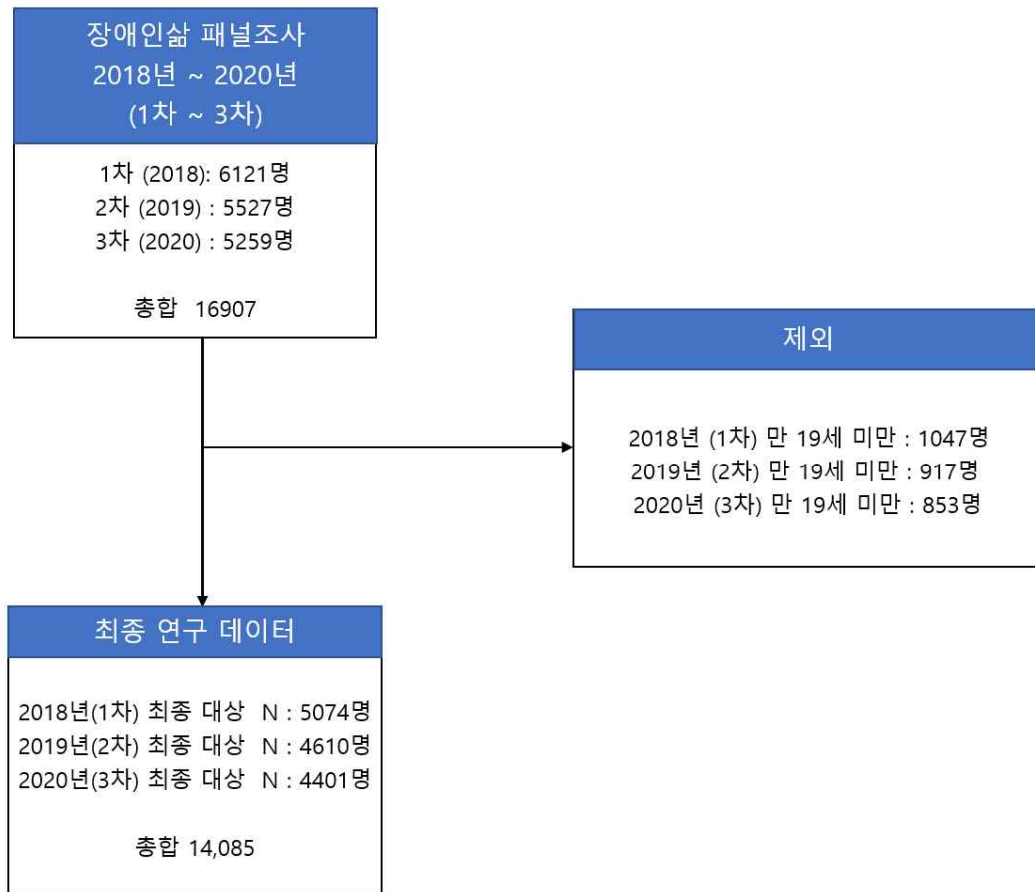 장애인삶 패널조사
2018년 ~ 2020년
(1차 ~ 3차)
1차 (2018): 6121명
2차 (2019) : 5527명
3차 (2020) : 5259명
총합 16907
제외
2018년 (1차) 만 19세 미만 : 1047명
2019년 (2차) 만 19세 미만 : 917명
2020년 (3차) 만 19세 미만 : 853명
최종 연구 데이터
2018년(1차) 최종 대상 N : 5074명
2019년(2차) 최종 대상 N : 4610명
2020년(3차) 최종 대상 N : 4401명
총합 14,085